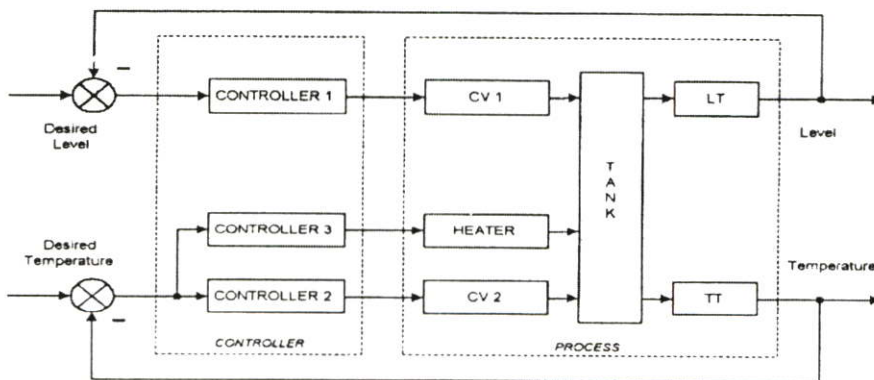 CONTROLLER 1
CV 1
LT
Desired
Level
Level
T
A
N
K
Desired
Temperature
CONTROLLER 3
HEATER
Temperature
CONTROLLER 2
CV 2
TT
CONTROLLER
PROCESS